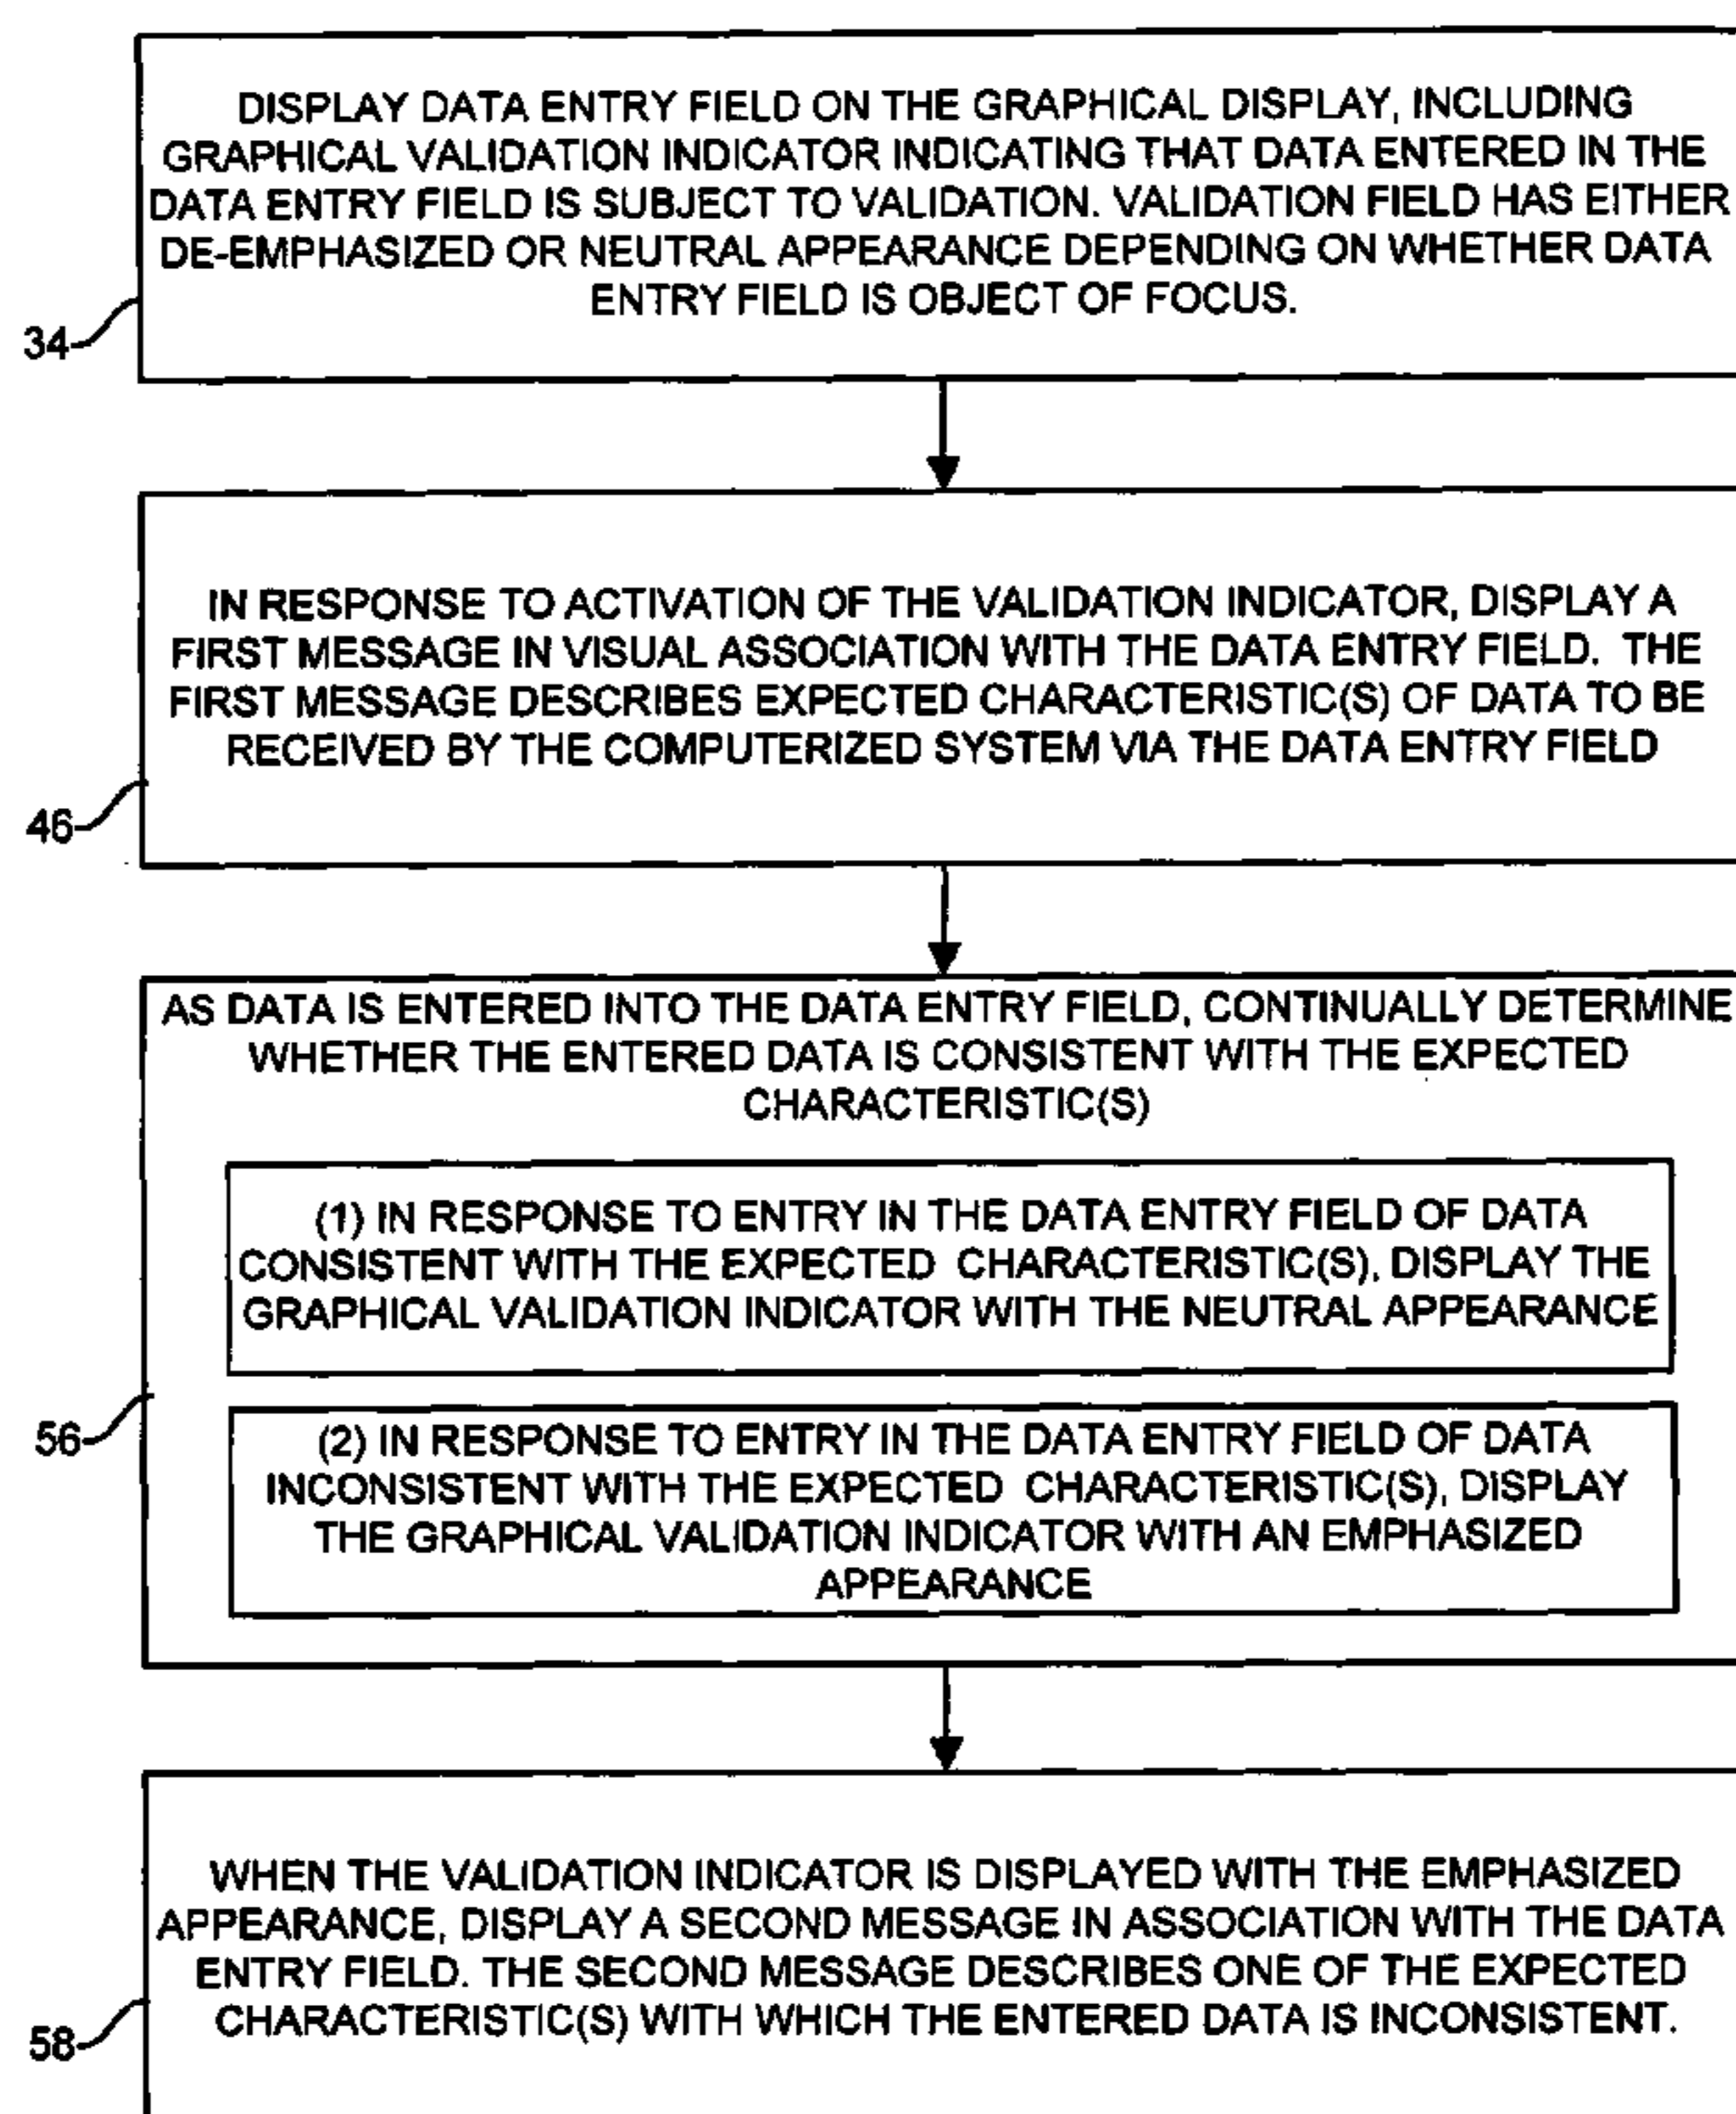 DISPLAY DATA ENTRY FIELD ON THE GRAPHICAL DISPLAY, INCLUDING
GRAPHICAL VALIDATION INDICATOR INDICATING THAT DATA ENTERED IN THE
DATA ENTRY FIELD IS SUBJECT TO VALIDATION. VALIDATION FIELD HAS EITHER
DE-EMPHASIZED OR NEUTRAL APPEARANCE DEPENDING ON WHETHER DATA
ENTRY FIELD IS OBJECT OF FOCUS.
34
IN RESPONSE TO ACTIVATION OF THE VALIDATION INDICATOR, DISPLAY A
FIRST MESSAGE IN VISUAL ASSOCIATION WITH THE DATA ENTRY FIELD. THE
FIRST MESSAGE DESCRIBES EXPECTED CHARACTERISTIC(S) OF DATA TO BE
RECEIVED BY THE COMPUTERIZED SYSTEM VIA THE DATA ENTRY FIELD
46
AS DATA IS ENTERED INTO THE DATA ENTRY FIELD, CONTINUALLY DETERMINE
WHETHER THE ENTERED DATA IS CONSISTENT WITH THE EXPECTED
CHARACTERISTIC(S)
(1) IN RESPONSE TO ENTRY IN THE DATA ENTRY FIELD OF DATA
CONSISTENT WITH THE EXPECTED CHARACTERISTIC(S), DISPLAY THE
GRAPHICAL VALIDATION INDICATOR WITH THE NEUTRAL APPEARANCE
56
(2) IN RESPONSE TO ENTRY IN THE DATA ENTRY FIELD OF DATA
INCONSISTENT WITH THE EXPECTED CHARACTERISTIC(S), DISPLAY
THE GRAPHICAL VALIDATION INDICATOR WITH AN EMPHASIZED
APPEARANCE
WHEN THE VALIDATION INDICATOR IS DISPLAYED WITH THE EMPHASIZED
APPEARANCE, DISPLAY A SECOND MESSAGE IN ASSOCIATION WITH THE DATA
ENTRY FIELD. THE SECOND MESSAGE DESCRIBES ONE OF THE EXPECTED
CHARACTERISTIC(S) WITH WHICH THE ENTERED DATA IS INCONSISTENT.
58